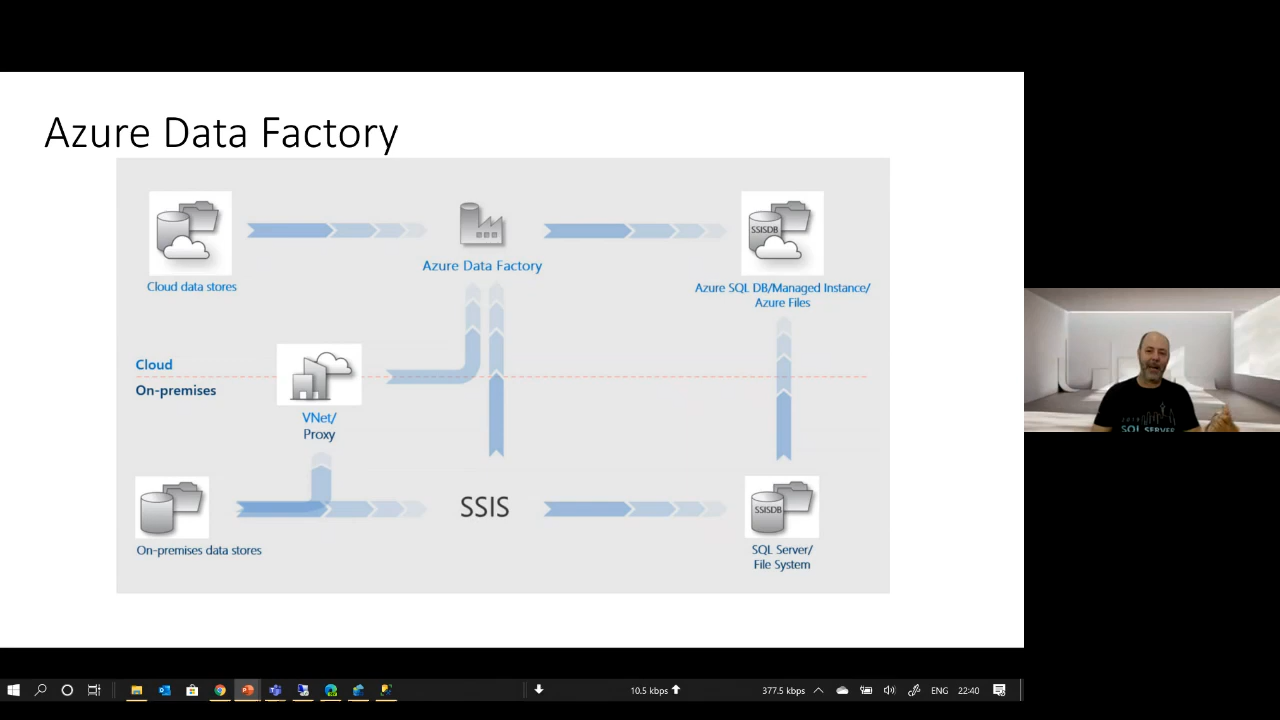 Azure Data Factory
SSISDB
Azure Data Factory
Cloud data stores
Azure SQL DB/Managed Instance/
Azure Files
Cloud
On-premises
VNet/
Proxy
SSIS
SSISDB
On-premises data stores
SQL Server/
File System
SQL SERVER
10.5 kbps
377.5 kbps
ENG
22:40